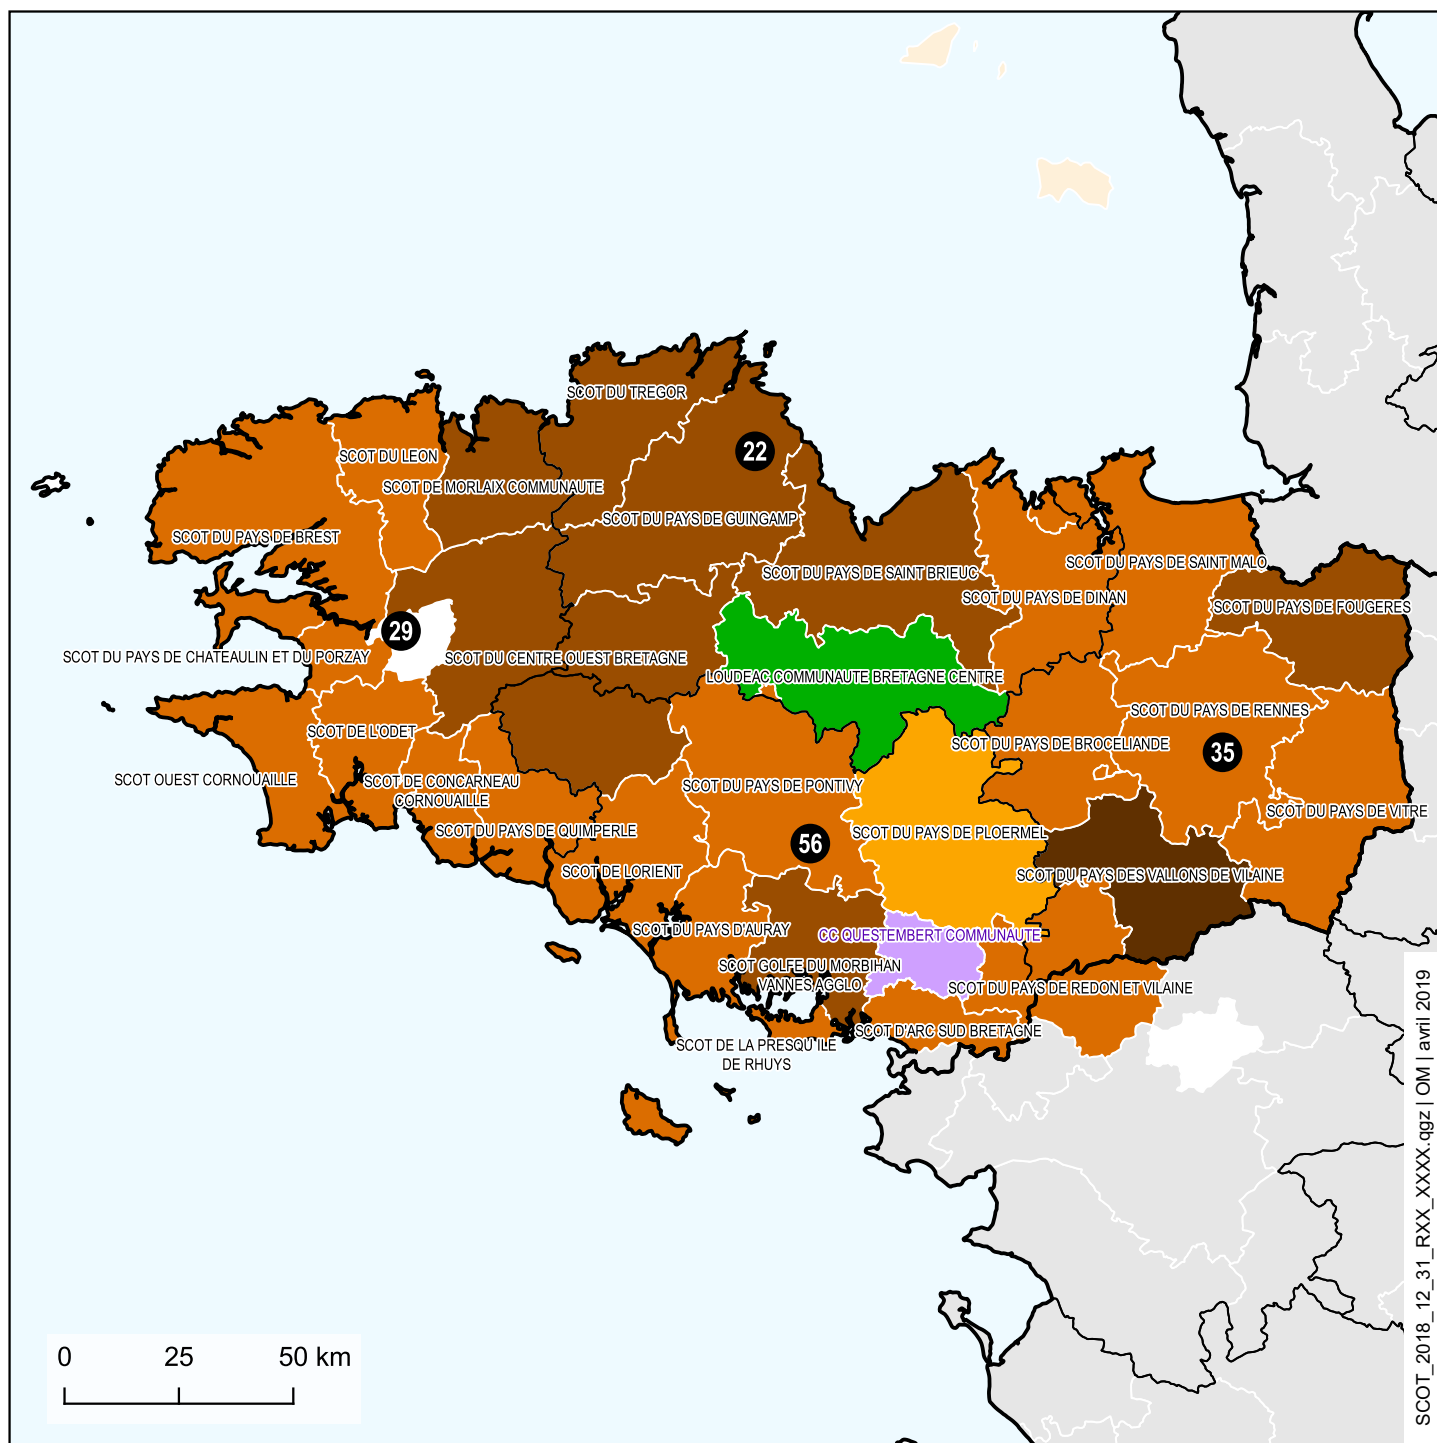 SCOT DU TREGOR
22
SCOT DU LEON
SCOT DE MORLAIX COMMUNAUTE
SCOT DU PAYS DE GUINGAMP
SCOT DU PAYS DE BREST
SCOT DU PAYS DE SAINT BRIEUC
SCOT DU PAYS DE SAINT MALO
SCOT DU PAYS DE DINAN
SCOT DU PAYS DE FOUGERES
29
SCOT DU PAYS DE CHATEAULIN ET DU PORZAY
SCOT DU CENTRE OUEST BRETAGNE
LOUDEAC COMMUNAUTE BRETAGNE CENTRE
SCOT DU PAYS DE RENNES
SCOT DE L'ODET
SCOT DU PAYS DE BROCELIANDE
35
SCOT OUEST CORNOUAILLE
SCOT DE CONCARNEAU
CORNOUAILLE
SCOT DU PAYS DE PONTIVY
SCOT DU PAYS DE VITRE
SCOT DU PAYS DE QUIMPERLE
SCOT DU PAYS DE PLOERMEL
56
SCOT DE LORIENT
SCOT DU PAYS DES VALLONS DE VILAINE
SCOT DU PAYS D'AURAY
CC QUESTEMBERT COMMUNAUTE
SCOT GOLFE DU MORBIHAN
VANNES AGGLO
SCOT DU PAYS DE REDON ET VILAINE
SCOT D'ARC SUD BRETAGNE
SCOT DE LA PRESQU ILE
DE RHUYS
0 25 50 km
SCOT_2018_12_31_RXX_XXXX.qgz | OM | avril 2019